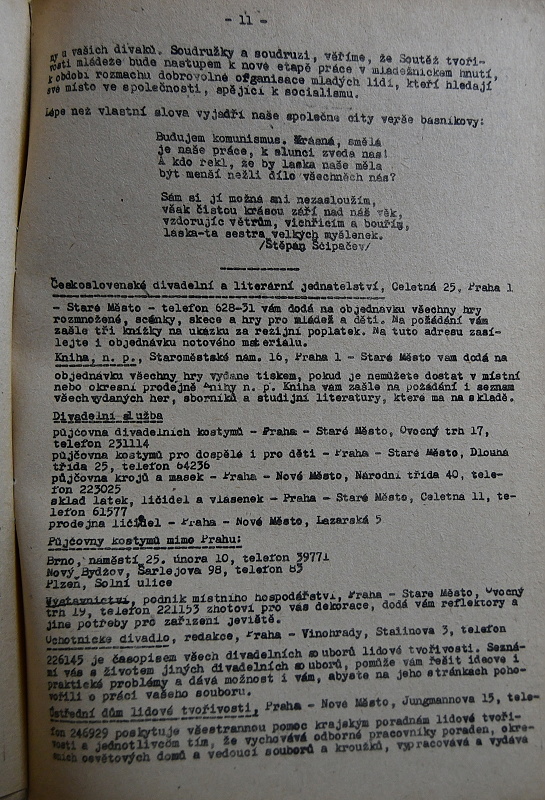 - 11 -
ny u vašich diváků. Soudružky a soudruzi, věříme, že Soutěž tvoři-
vosti mládeže bude nástupem k nové etapě práce v mládežnickém hnutí,
k období rozmachu dobrovolné organisace mladých lidí, kteří hledají
své místo ve společnosti, spějící k socialismu.
Lépe než vlastní slova vyjádří naše společné city verše básníkovy:
Budujem komunismus. Krásná, smělá
je naše práce, k slunci zvedá nás!
A kdo řekl, že by láska naše měla
být menší nežli dílo všechněch nás?
Sám si jí možná ani nezasloužím,
však čistou krásou září nad náš věk,
vzdorujíc větrům, vichřicím a bouřím,
láska-ta sestra velkých myšlenek.
/Štěpán Ščipačev/
Československé divadelní a literární jednatelství, Celetná 25, Praha 1
- Staré Město - telefon 628-51 vám dodá na objednávku všechny hry
rozmnožené, scénky, skeče a hry pro mládež a děti. Na požádání vám
zašle tři knížky na ukázku za režijní poplatek. Na tuto adresu zasí-
lejte i objednávku notového materiálu.
Kniha, n. p., Staroměstské nám. 16, Praha 1 - Staré Město vám dodá na
objednávku všechny hry vydané tiskem, pokud je nemůžete dostat v místní
nebo okresní prodejně Knihy n. p. Kniha vám zašle na požádání i seznam
všech vydaných her, sborníků a studijní literatury, které má na skladě.
Divadelní služba
půjčovna divadelních kostymů - Praha - Staré Město, Ovocný trh 17,
telefon 231114
půjčovna kostymů pro dospělé i pro děti - Praha - Staré Město, Dlouhá
třída 25, telefon 64236
půjčovna krojů a masek - Praha - Nové Město, Národní třída 40, tele-
fon 223025
sklad látek, líčidel a vlásenek - Praha - Staré Město, Celetná 11, te-
lefon 61577
prodejna líčidel - Praha - Nové Město, Lazarská 5
Půjčovny kostymů mimo Prahu:
Brno, náměstí 25. února 10, telefon 39771
Nový Bydžov, Šarlejova 98, telefon 83
Plzeň, Solní ulice
Výstavnictví, podnik místního hospodářství, Praha - Staré Město, Ovocný
trh 19, telefon 221153 zhotoví pro vás dekorace, dodá vám reflektory a
jiné potřeby pro zařízení jeviště.
Ochotnické divadlo, redakce, Praha - Vinohrady, Stalinova 3, telefon
226145 je časopisem všech divadelních souborů lidové tvořivosti. Sezná-
mí vás s životem jiných divadelních souborů, pomůže vám řešit ideové i
praktické problémy a dává možnost i vám, abyste na jeho stránkách poho-
vořili o práci vašeho souboru.
Ústřední dům lidové tvořivosti, Praha - Nové Město, Jungmannova 15, tele-
fon 246929 poskytuje všestrannou pomoc krajským poradnám lidové tvoři-
vosti a jednotlivcům tím, že vychovává odborné pracovníky poraden, okre-
sních osvětových domů a vedoucí souborů a kroužků, vypracovává a vydává